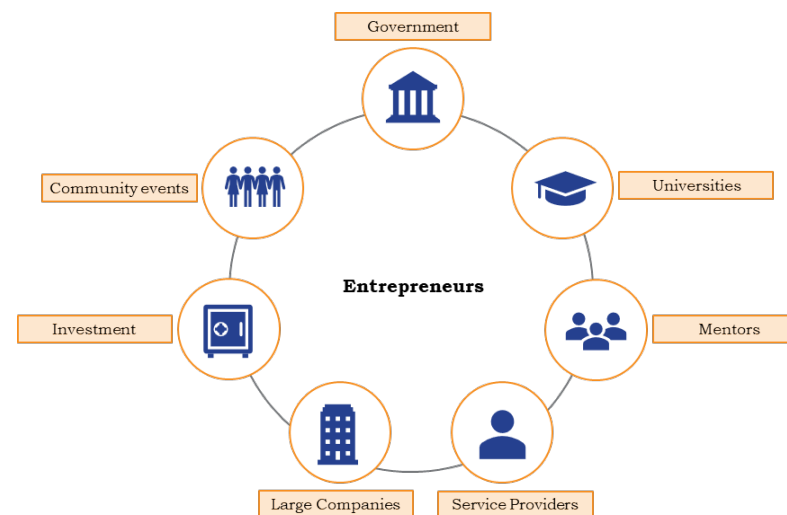 Government
Community events
Universities
Entrepreneurs
Investment
Mentors
Large Companies
Service Providers